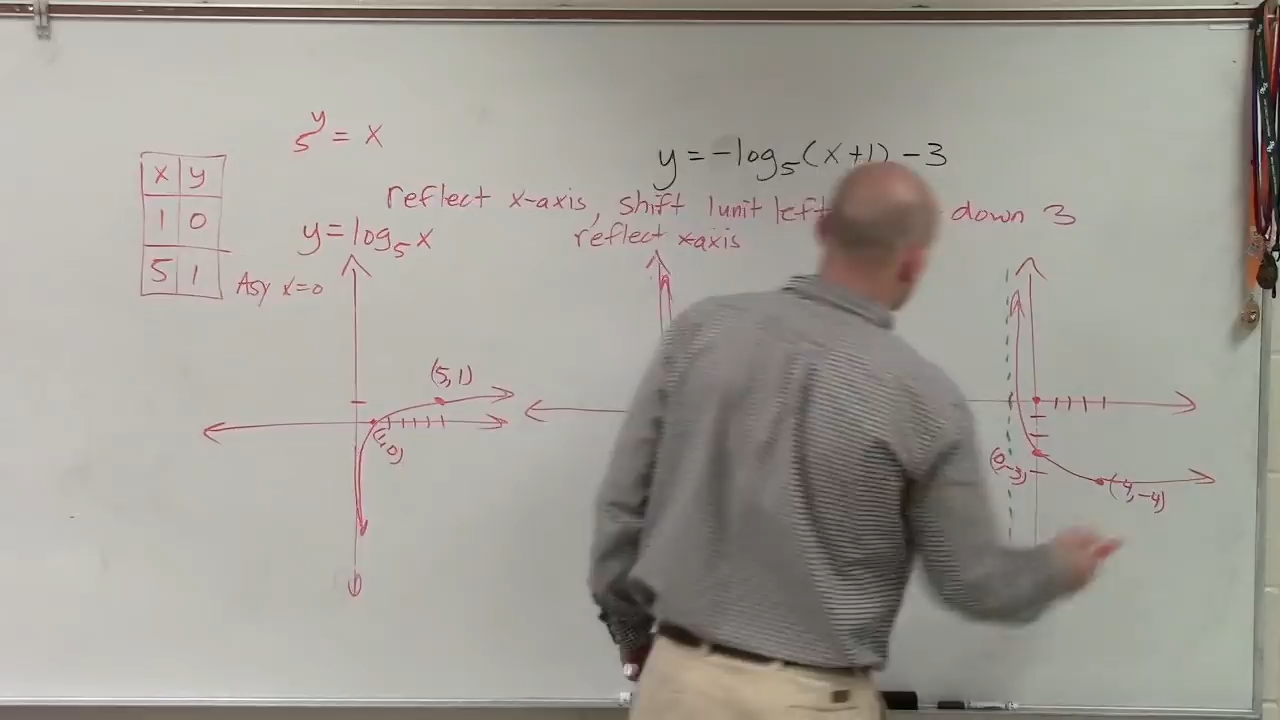 5^y = x
y = -log₅(x+1) - 3
x y
1 0
5 1
reflect x-axis, shift 1 unit left down 3
y = log₅x
reflect x-axis
Asy x=0
(5,1)
(1,0)
(0,-3)
(4,-4)